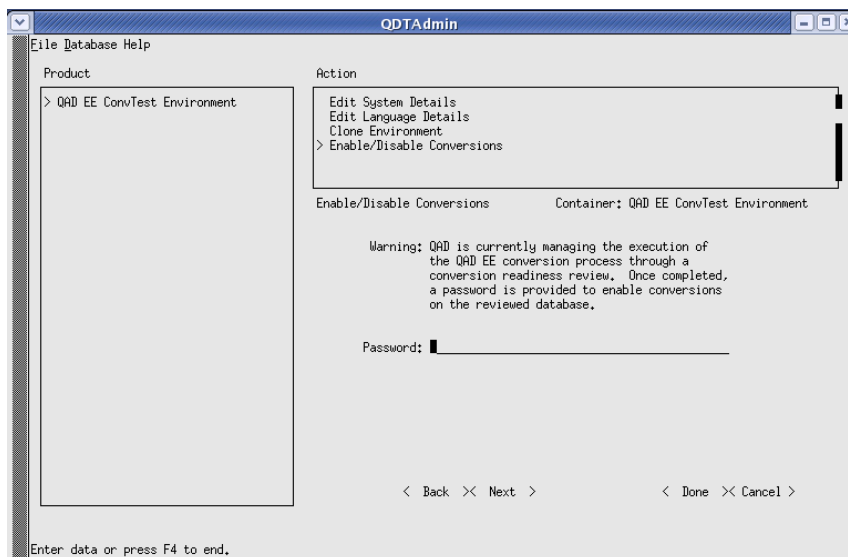 QDTAdmin
File Database Help
Product
> QAD EE ConvTest Environment
Action
Edit System Details
Edit Language Details
Clone Environment
> Enable/Disable Conversions
Enable/Disable Conversions Container: QAD EE ConvTest Environment
Warning: QAD is currently managing the execution of
the QAD EE conversion process through a
conversion readiness review. Once completed,
a password is provided to enable conversions
on the reviewed database.
Password:
< Back >< Next > < Done >< Cancel >
Enter data or press F4 to end.